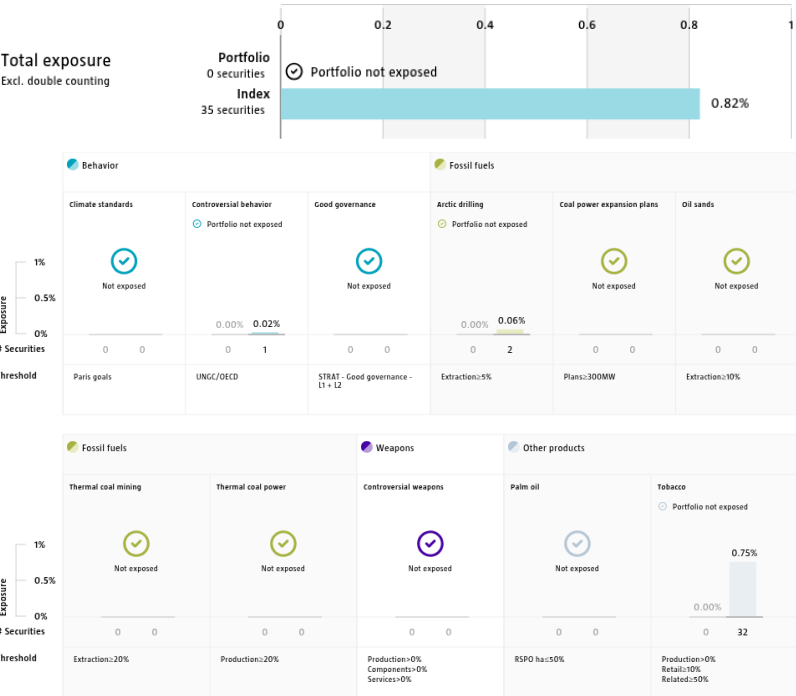 0 0.2 0.4 0.6 0.8 1
Total exposure
Excl. double counting
Portfolio
0 securities
Portfolio not exposed
Index
35 securities
0.82%
Behavior
Fossil fuels
Climate standards
Controversial behavior
Good governance
Arctic drilling
Coal power expansion plans
Oil sands
Portfolio not exposed
Portfolio not exposed
1%
0.5%
0%
Exposure
Not exposed
Not exposed
Not exposed
Not exposed
0.00% 0.02%
0.00% 0.06%
# Securities
0 0
0 1
0 0
0 2
0 0
0 0
hreshold
Paris goals
UNGC/OECD
STRAT - Good governance -
L1 + L2
Extraction≥5%
Plans≥300MW
Extraction≥10%
Fossil fuels
Weapons
Other products
Thermal coal mining
Thermal coal power
Controversial weapons
Palm oil
Tobacco
Portfolio not exposed
1%
0.5%
0%
Exposure
Not exposed
Not exposed
Not exposed
Not exposed
0.75%
0.00%
# Securities
0 0
0 0
0 0
0 0
0 32
hreshold
Extraction≥20%
Production≥20%
Production>0%
Components>0%
Services>0%
RSPO ha≤50%
Production>0%
Retail≥10%
Related≥50%